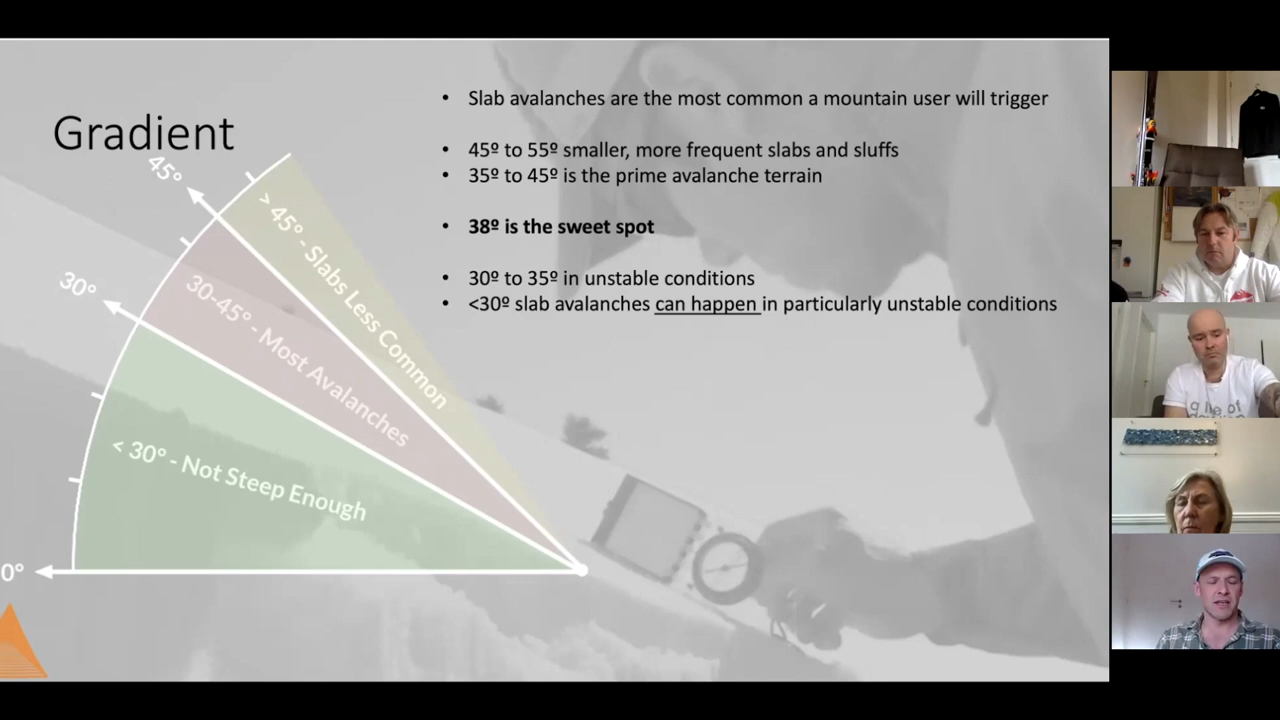 Gradient
Slab avalanches are the most common a mountain user will trigger
45º to 55º smaller, more frequent slabs and sluffs
35º to 45º is the prime avalanche terrain
38º is the sweet spot
30º to 35º in unstable conditions
<30º slab avalanches can happen in particularly unstable conditions
45°
> 45° - Slabs Less Common
30°
30-45° - Most Avalanches
< 30° - Not Steep Enough
0°